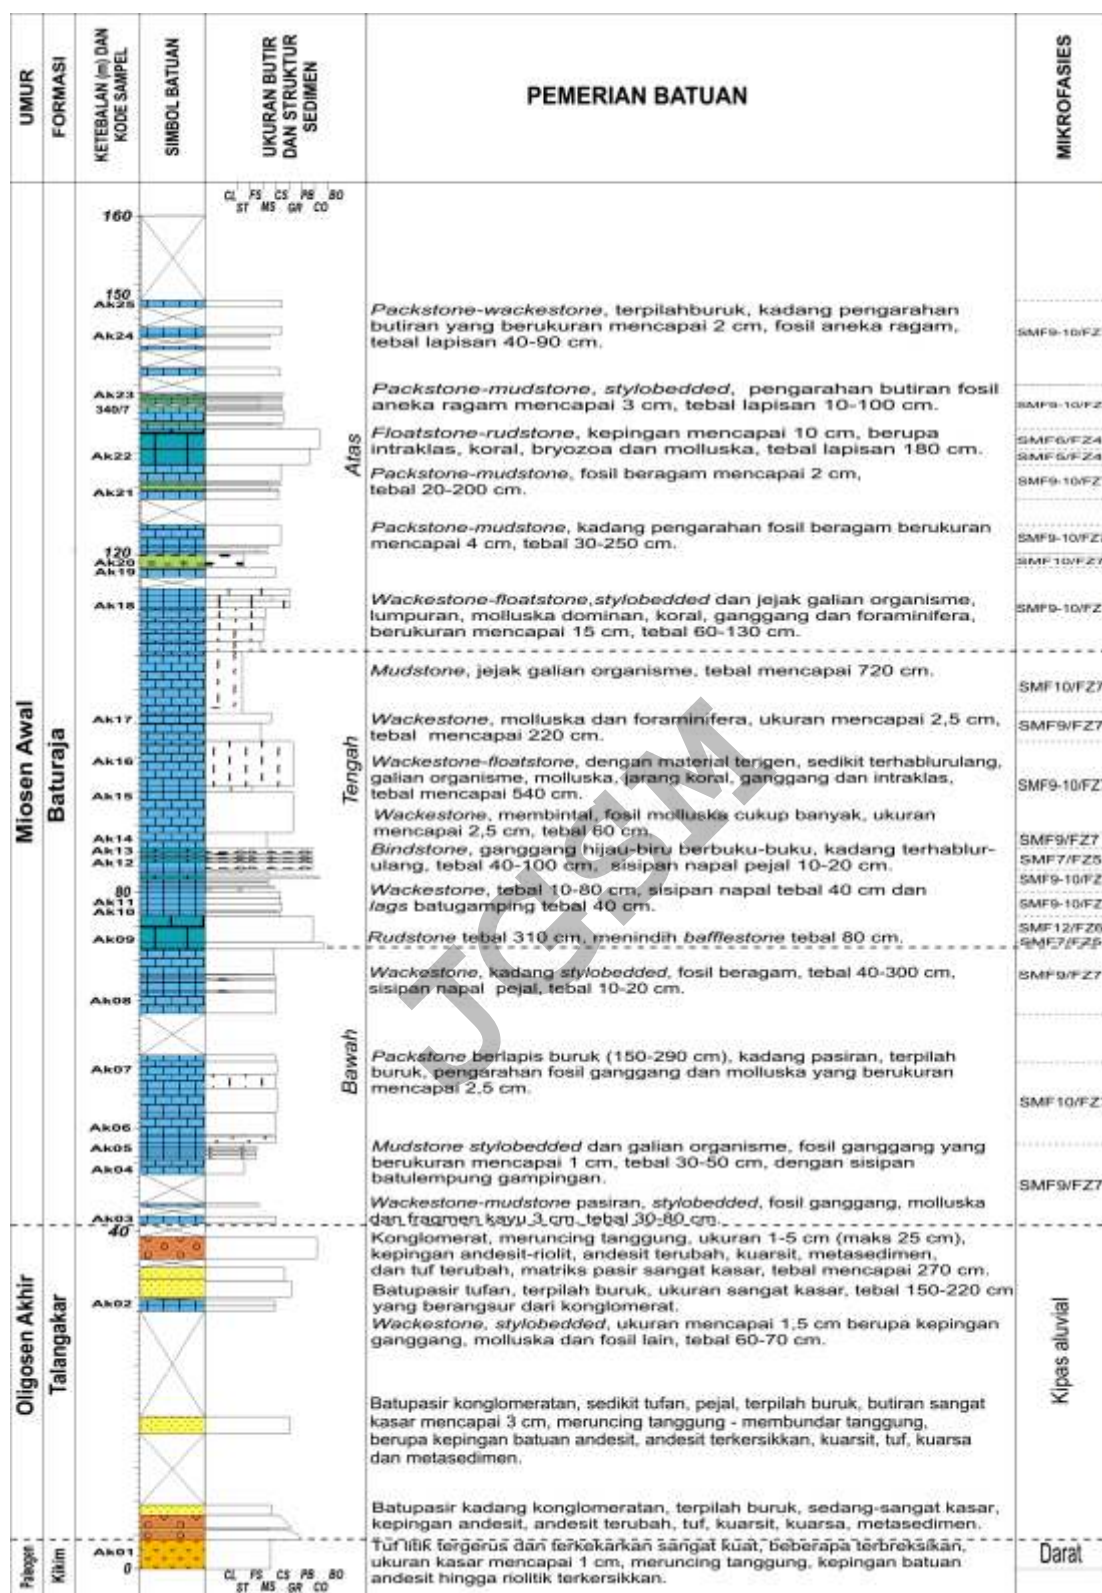 UMUR
FORMASI
KETEBALAN (m) DAN
KODE SAMPEL
SIMBOL BATUAN
UKURAN BUTIR
DAN STRUKTUR
SEDIMEN
PEMERIAN BATUAN
MIKROFASIES
CL FS CS PB BO
ST MS GR CO
160
150
Ak25
Packstone-wackestone, terpilahburuk, kadang pengarahan
butiran yang berukuran mencapai 2 cm, fosil aneka ragam,
tebal lapisan 40-90 cm.
SMF9-10/FZ7
Ak24
Ak23
340/7
Packstone-mudstone, stylobedded, pengarahan butiran fosil
aneka ragam mencapai 3 cm, tebal lapisan 10-100 cm.
SMF9-10/FZ7
Floatstone-rudstone, kepingan mencapai 10 cm, berupa
intraklas, koral, bryozoa dan molluska, tebal lapisan 180 cm.
SMF6/FZ4
SMF5/FZ4
Ak22
Atas
Packstone-mudstone, fosil beragam mencapai 2 cm,
tebal 20-200 cm.
SMF9-10/FZ7
Ak21
Packstone-mudstone, kadang pengarahan fosil beragam berukuran
mencapai 4 cm, tebal 30-250 cm.
SMF9-10/FZ7
120
Ak20
SMF10/FZ7
Ak19
Ak18
Wackestone-floatstone,stylobedded dan jejak galian organisme,
lumpuran, molluska dominan, koral, ganggang dan foraminifera,
berukuran mencapai 15 cm, tebal 60-130 cm.
SMF9-10/FZ7
Mudstone, jejak galian organisme, tebal mencapai 720 cm.
SMF10/FZ7
Ak17
Wackestone, molluska dan foraminifera, ukuran mencapai 2,5 cm,
tebal mencapai 220 cm.
SMF9/FZ7
Miosen Awal
Baturaja
Tengah
Ak16
Wackestone-floatstone, dengan material terigen, sedikit terhablurulang,
galian organisme, molluska, jarang koral, ganggang dan intraklas,
tebal mencapai 540 cm.
SMF9-10/FZ7
Ak15
Wackestone, membintal, fosil molluska cukup banyak, ukuran
mencapai 2,5 cm, tebal 60 cm.
Ak14
SMF9/FZ7
Ak13
Bindstone, ganggang hijau-biru berbuku-buku, kadang terhablur-
ulang, tebal 40-100 cm, sisipan napal pejal 10-20 cm.
Ak12
SMF7/FZ5
SMF9-10/FZ7
80
Ak11
Ak10
Wackestone, tebal 10-80 cm, sisipan napal tebal 40 cm dan
lags batugamping tebal 40 cm.
SMF9-10/FZ7
SMF12/FZ6
Ak09
Rudstone tebal 310 cm, menindih bafflestone tebal 80 cm.
SMF7/FZ5
Wackestone, kadang stylobedded, fosil beragam, tebal 40-300 cm,
sisipan napal pejal, tebal 10-20 cm.
SMF9/FZ7
Ak08
Bawah
Ak07
Packstone berlapis buruk (150-290 cm), kadang pasiran, terpilah
buruk, pengarahan fosil ganggang dan molluska yang berukuran
mencapai 2,5 cm.
SMF10/FZ7
Ak06
Ak05
Mudstone stylobedded dan galian organisme, fosil ganggang yang
berukuran mencapai 1 cm, tebal 30-50 cm, dengan sisipan
batulempung gampingan.
Ak04
SMF9/FZ7
Wackestone-mudstone pasiran, stylobedded, fosil ganggang, molluska
dan fragmen kayu 3 cm, tebal 30-80 cm.
Ak03
40
Konglomerat, meruncing tanggung, ukuran 1-5 cm (maks 25 cm),
kepingan andesit-riolit, andesit terubah, kuarsit, metasedimen,
dan tuf terubah, matriks pasir sangat kasar, tebal mencapai 270 cm.
Batupasir tufan, terpilah buruk, ukuran sangat kasar, tebal 150-220 cm
yang berangsur dari konglomerat.
Ak02
Wackestone, stylobedded, ukuran mencapai 1,5 cm berupa kepingan
ganggang, molluska dan fosil lain, tebal 60-70 cm.
Oligosen Akhir
Talangakar
Kipas aluvial
Batupasir konglomeratan, sedikit tufan, pejal, terpilah buruk, butiran sangat
kasar mencapai 3 cm, meruncing tanggung - membundar tanggung,
berupa kepingan batuan andesit, andesit terkersikkan, kuarsit, tuf, kuarsa
dan metasedimen.
Batupasir kadang konglomeratan, terpilah buruk, sedang-sangat kasar,
kepingan andesit, andesit terubah, tuf, kuarsit, kuarsa, metasedimen.
Paleogen
Kikim
Ak01
0
Tuf litik tergerus dan terkekarkan sangat kuat, beberapa terbreksikan,
ukuran kasar mencapai 1 cm, meruncing tanggung, kepingan batuan
andesit hingga riolitik terkersikkan.
Darat
CL FS CS PB BO
ST MS GR CO
JGSM